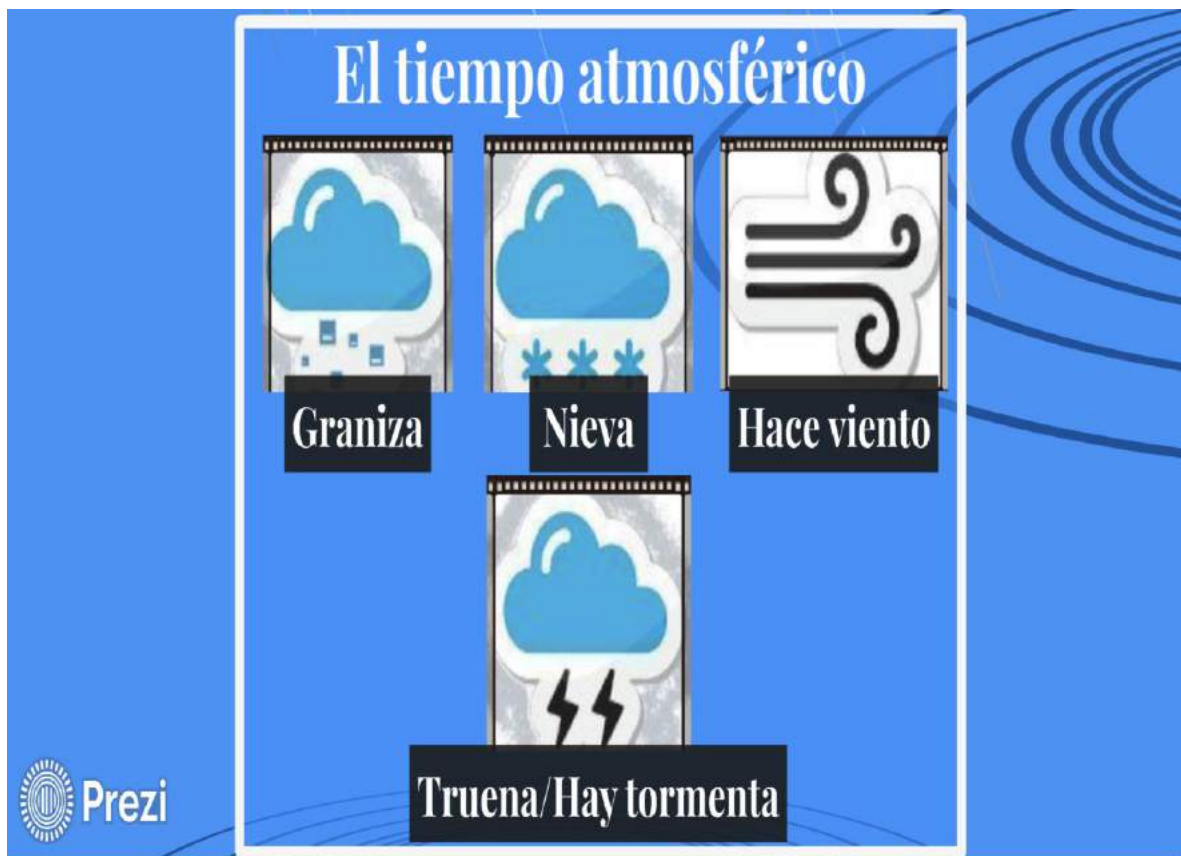 El tiempo atmosférico
Graniza
Nieva
Hace viento
Truena/Hay tormenta
Prezi